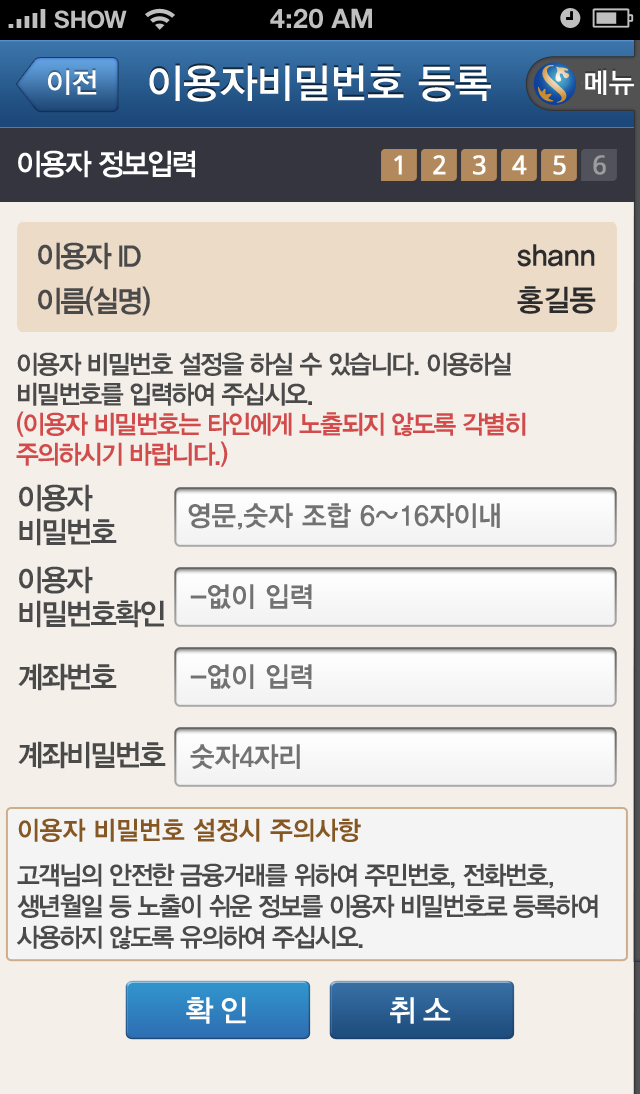 SHOW 4:20 AM
이전 이용자비밀번호 등록 메뉴
이용자 정보입력 1 2 3 4 5 6
이용자 ID shann
이름(실명) 홍길동
이용자 비밀번호 설정을 하실 수 있습니다. 이용하실
비밀번호를 입력하여 주십시오.
(이용자 비밀번호는 타인에게 노출되지 않도록 각별히
주의하시기 바랍니다.)
이용자
비밀번호 영문,숫자 조합 6~16자이내
이용자
비밀번호확인 -없이 입력
계좌번호 -없이 입력
계좌비밀번호 숫자4자리
이용자 비밀번호 설정시 주의사항
고객님의 안전한 금융거래를 위하여 주민번호, 전화번호,
생년월일 등 노출이 쉬운 정보를 이용자 비밀번호로 등록하여
사용하지 않도록 유의하여 주십시오.
확인 취소